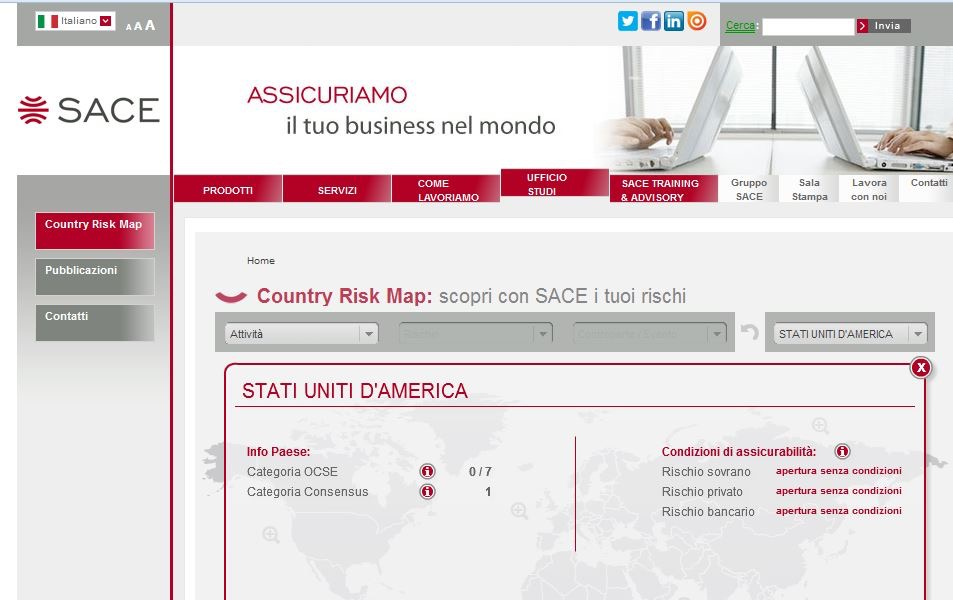 Italiano
A A A
Cerca:
Invia
SACE
ASSICURIAMO
il tuo business nel mondo
PRODOTTI
SERVIZI
COME
LAVORIAMO
UFFICIO
STUDI
SACE TRAINING
& ADVISORY
Gruppo
SACE
Sala
Stampa
Lavora
con noi
Contatti
Country Risk Map
Pubblicazioni
Contatti
Home
Country Risk Map: scopri con SACE i tuoi rischi
Attività
Rischio
Controparte / Evento
STATI UNITI D'AMERICA
X
STATI UNITI D'AMERICA
Info Paese:
Categoria OCSE 0 / 7
Categoria Consensus 1
Condizioni di assicurabilità:
Rischio sovrano apertura senza condizioni
Rischio privato apertura senza condizioni
Rischio bancario apertura senza condizioni